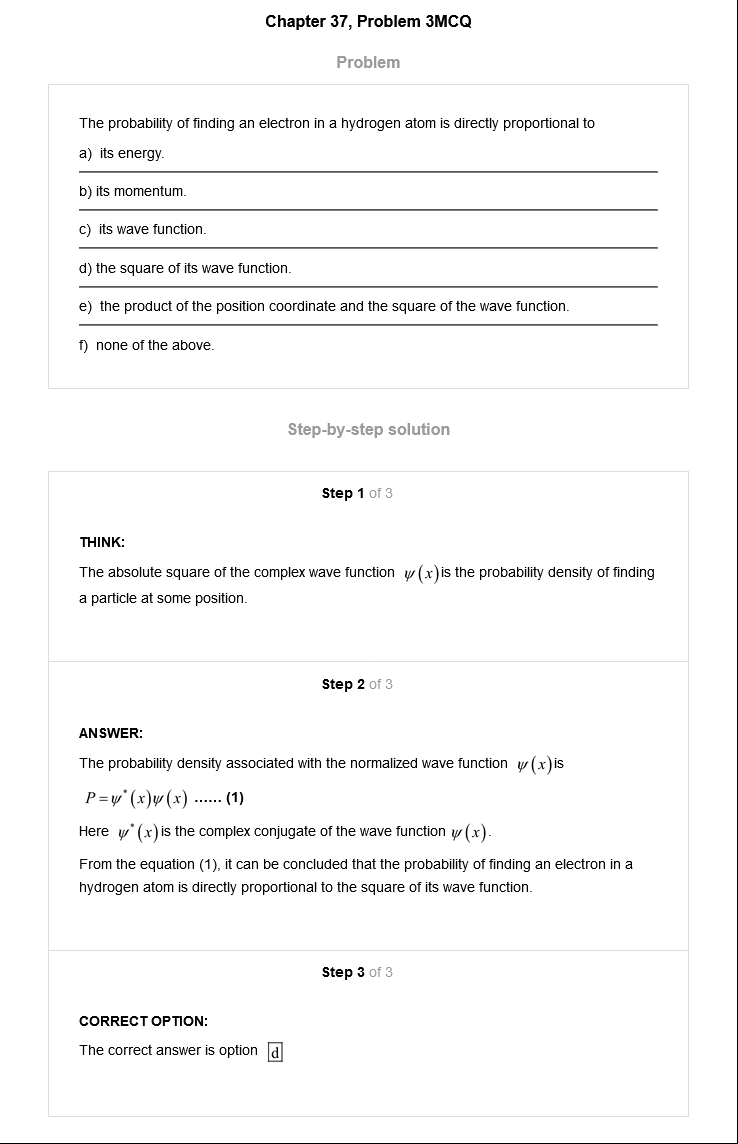 Chapter 37, Problem 3MCQ
Problem
The probability of finding an electron in a hydrogen atom is directly proportional to
a) its energy.
b) its momentum.
c) its wave function.
d) the square of its wave function.
e) the product of the position coordinate and the square of the wave function.
f) none of the above.
Step-by-step solution
Step 1 of 3
THINK:
The absolute square of the complex wave function ψ(x)is the probability density of finding
a particle at some position.
Step 2 of 3
ANSWER:
The probability density associated with the normalized wave function ψ(x)is
P=ψ*(x)ψ(x) ...... (1)
Here ψ*(x)is the complex conjugate of the wave function ψ(x).
From the equation (1), it can be concluded that the probability of finding an electron in a
hydrogen atom is directly proportional to the square of its wave function.
Step 3 of 3
CORRECT OPTION:
The correct answer is option d